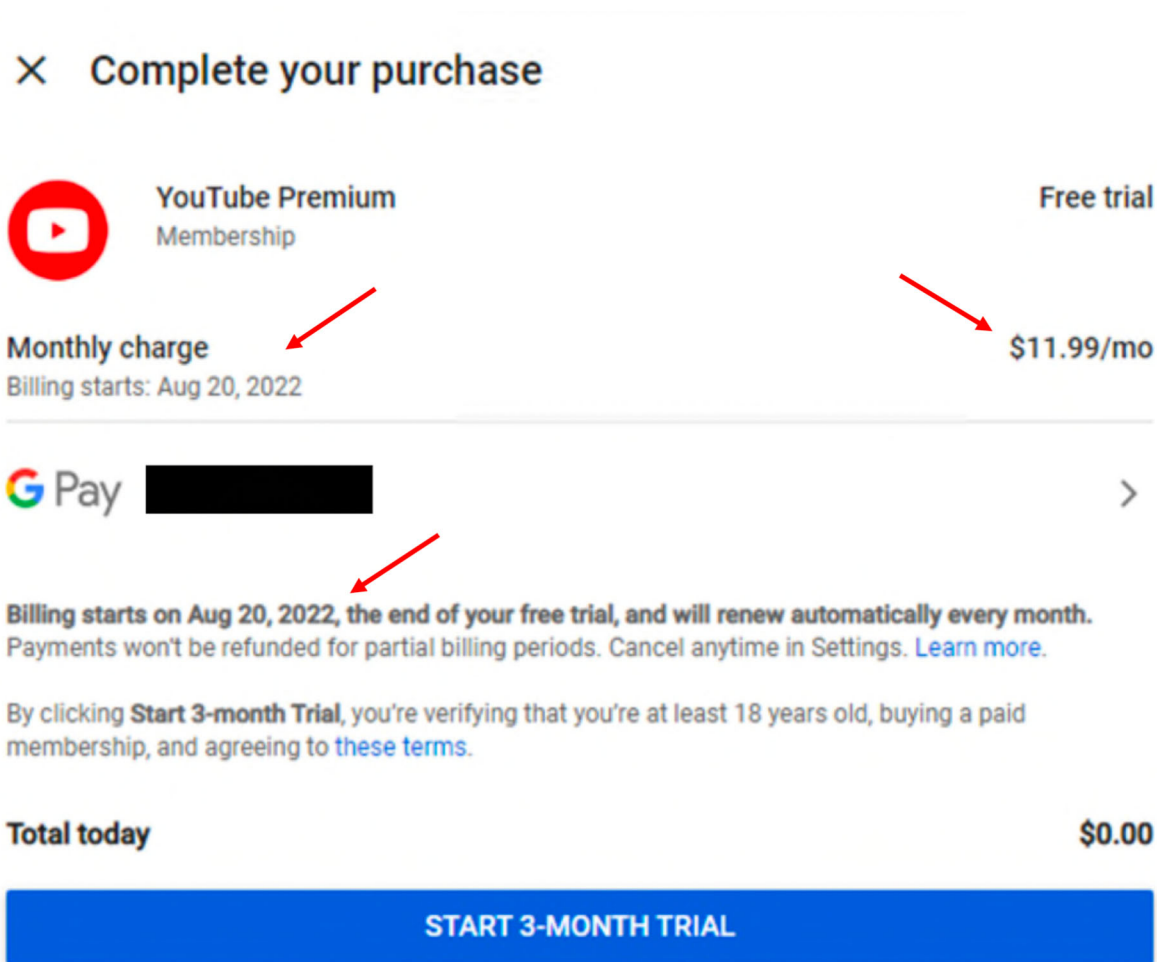 Complete your purchase
YouTube Premium
Free trial
Membership
Monthly charge
$11.99/mo
Billing starts: Aug 20, 2022
G Pay
Billing starts on Aug 20, 2022, the end of your free trial, and will renew automatically every month.
Payments won't be refunded for partial billing periods. Cancel anytime in Settings. Learn more.
By clicking Start 3-month Trial, you're verifying that you're at least 18 years old, buying a paid
membership, and agreeing to these terms.
Total today
$0.00
START 3-MONTH TRIAL